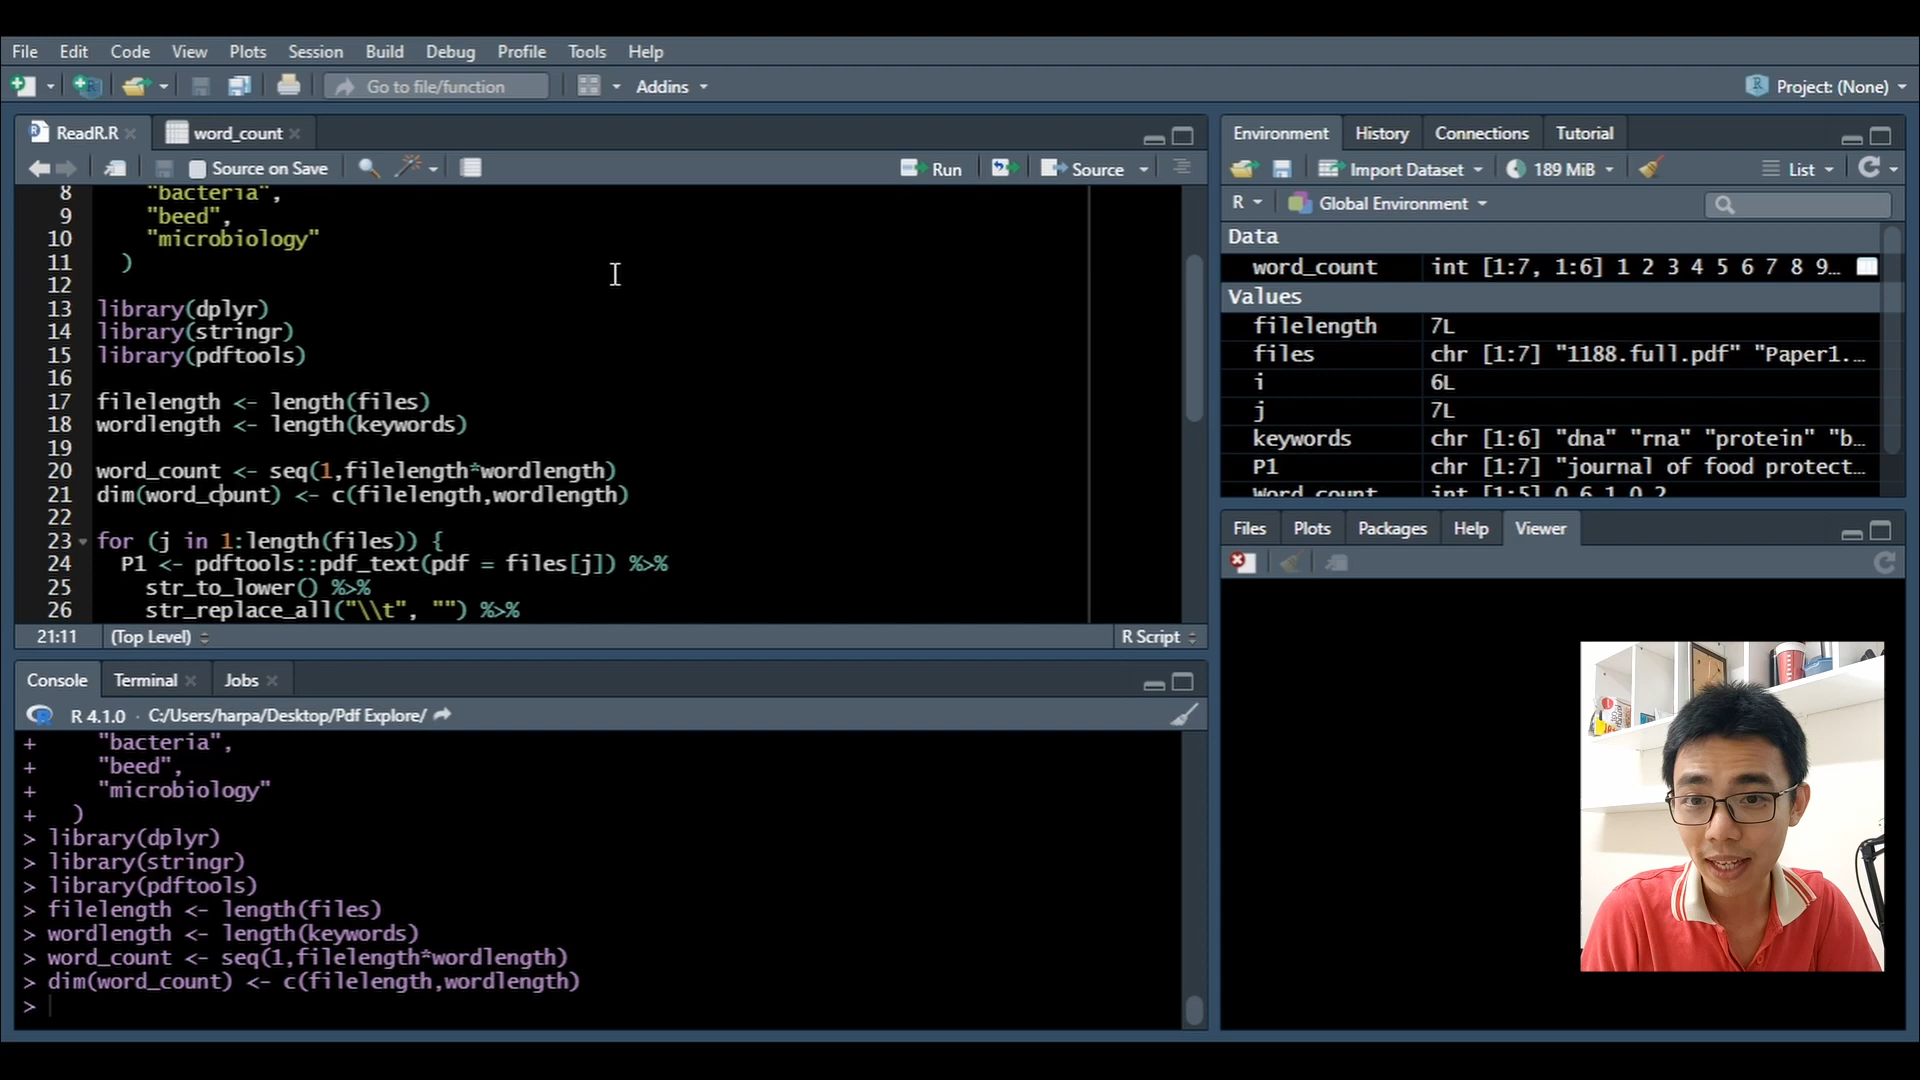 File Edit Code View Plots Session Build Debug Profile Tools Help
Go to file/function Addins Project: (None)
ReadR.R word_count
Source on Save Run Source
8 "bacteria",
9 "beed",
10 "microbiology"
11 )
12
13 library(dplyr)
14 library(stringr)
15 library(pdftools)
16
17 filelength <- length(files)
18 wordlength <- length(keywords)
19
20 word_count <- seq(1,filelength*wordlength)
21 dim(word_count) <- c(filelength,wordlength)
22
23 for (j in 1:length(files)) {
24 P1 <- pdftools::pdf_text(pdf = files[j]) %>%
25 str_to_lower() %>%
26 str_replace_all("\\t", "") %>%
21:11 (Top Level) R Script
Console Terminal Jobs
R 4.1.0 · C:/Users/harpa/Desktop/Pdf Explore/
+ "bacteria",
+ "beed",
+ "microbiology"
+ )
> library(dplyr)
> library(stringr)
> library(pdftools)
> filelength <- length(files)
> wordlength <- length(keywords)
> word_count <- seq(1,filelength*wordlength)
> dim(word_count) <- c(filelength,wordlength)
>
Environment History Connections Tutorial
Import Dataset 189 MiB List
R Global Environment
Data
word_count int [1:7, 1:6] 1 2 3 4 5 6 7 8 9…
Values
filelength 7L
files chr [1:7] "1188.full.pdf" "Paper1.…
i 6L
j 7L
keywords chr [1:6] "dna" "rna" "protein" "b…
P1 chr [1:7] "journal of food protect…
Word_count int [1:5] 0 6 1 0 2
Files Plots Packages Help Viewer